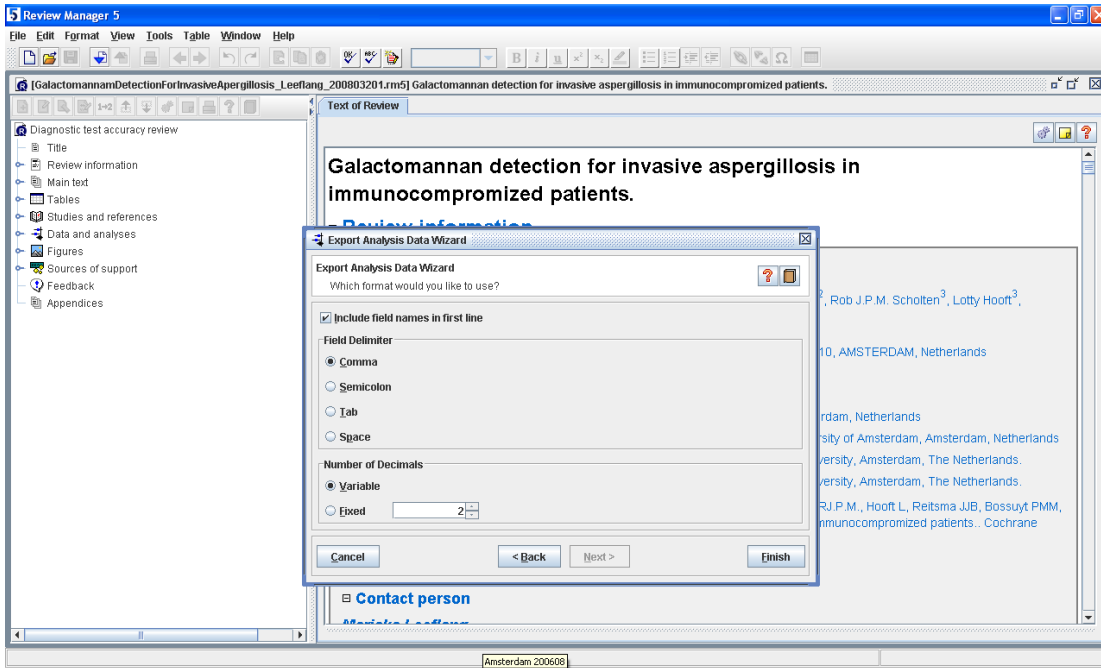 Review Manager 5
File Edit Format View Tools Table Window Help
[GalactomannamDetectionForInvasiveApergillosis_Leeflang_200803201.rm5] Galactomannan detection for invasive aspergillosis in immunocompromized patients.
Text of Review
Diagnostic test accuracy review
Title
Review information
Main text
Tables
Studies and references
Data and analyses
Figures
Sources of support
Feedback
Appendices
Galactomannan detection for invasive aspergillosis in
immunocompromized patients.
Review information
Export Analysis Data Wizard
Export Analysis Data Wizard
Which format would you like to use?
Include field names in first line
Field Delimiter
Comma
Semicolon
Tab
Space
Number of Decimals
Variable
Fixed 2
Cancel < Back Next > Finish
2, Rob J.P.M. Scholten3, Lotty Hooft3,
10, AMSTERDAM, Netherlands
rdam, Netherlands
rsity of Amsterdam, Amsterdam, Netherlands
versity, Amsterdam, The Netherlands.
versity, Amsterdam, The Netherlands.
RJ.P.M., Hooft L, Reitsma JJB, Bossuyt PMM,
mmunocompromized patients.. Cochrane
Contact person
Mariska Leeflang
Amsterdam 200608